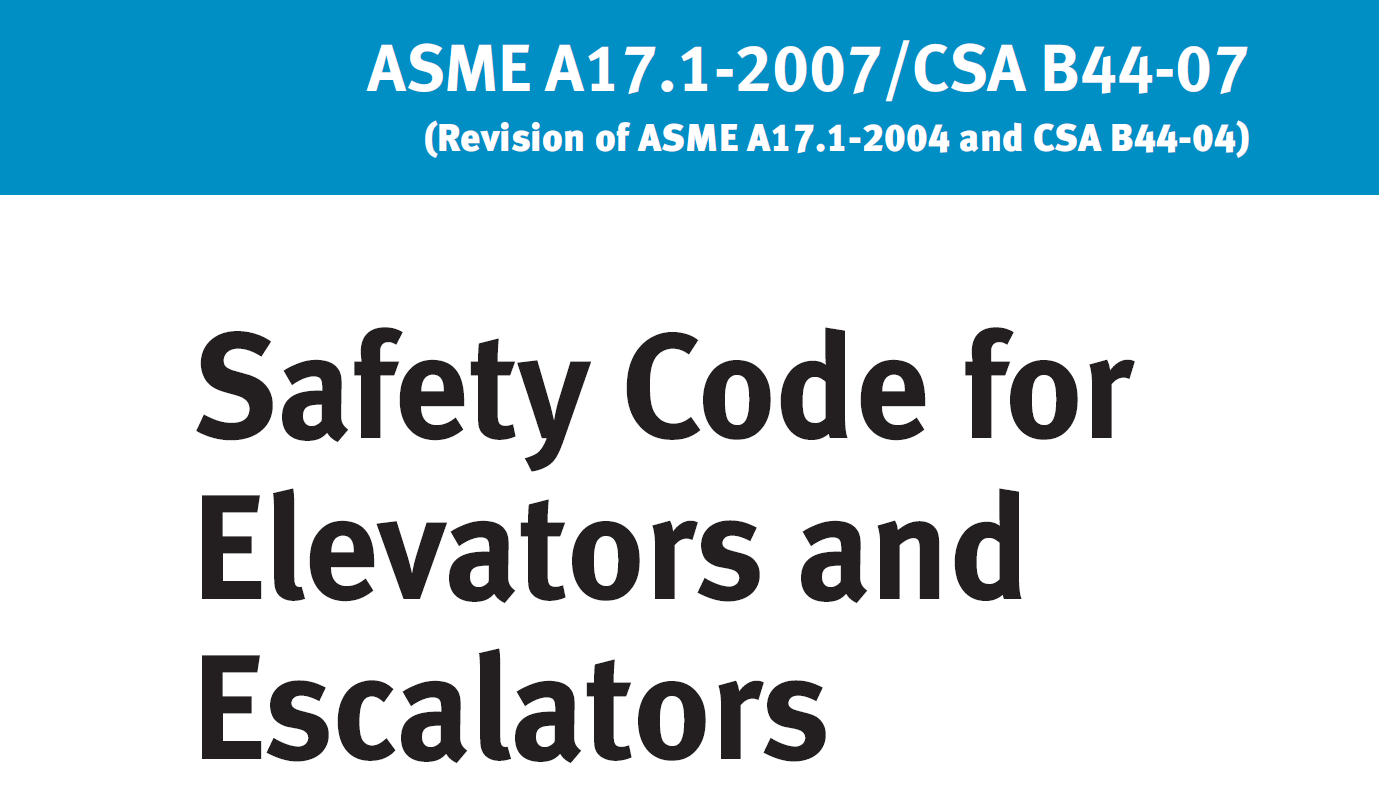 ASME A17.1-2007/CSA B44-07
(Revision of ASME A17.1-2004 and CSA B44-04)
Safety Code for
Elevators and
Escalators